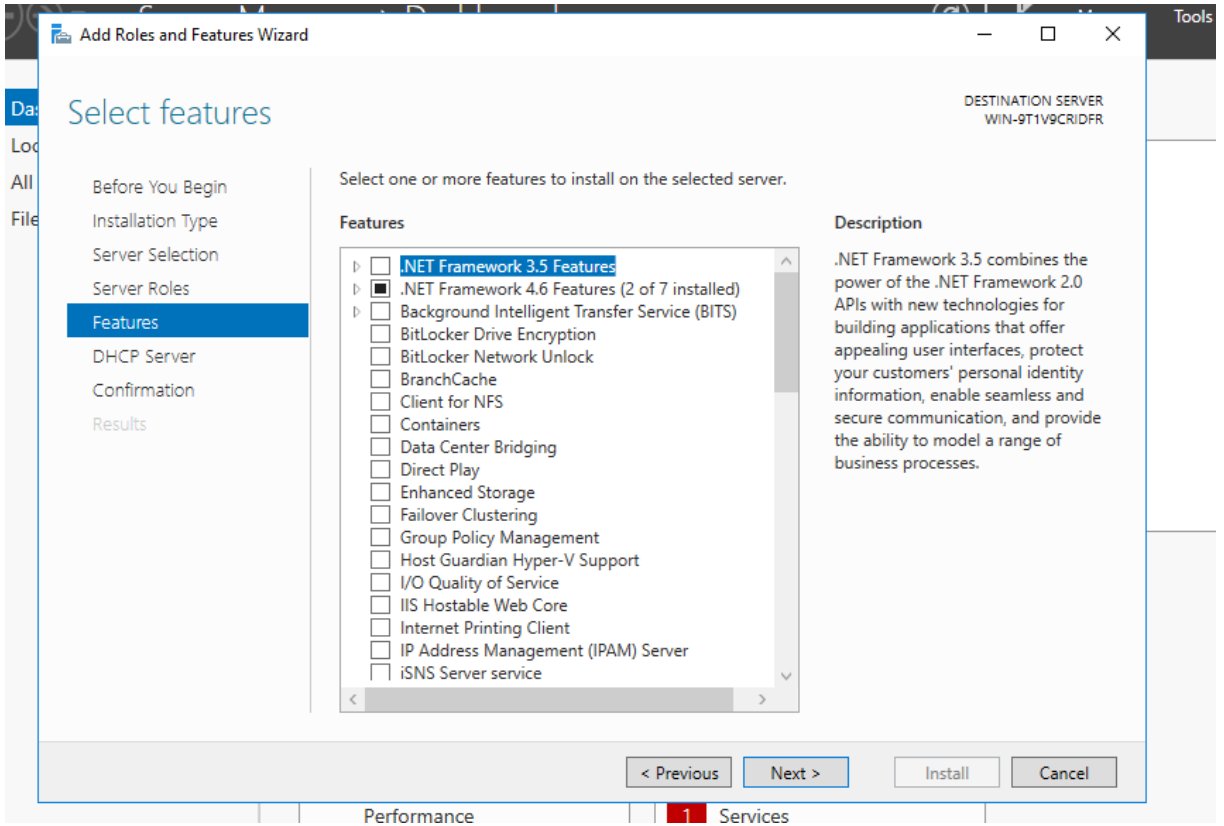 Tools
Add Roles and Features Wizard
Select features
DESTINATION SERVER
WIN-9T1V9CRIDFR
Before You Begin
Installation Type
Server Selection
Server Roles
Features
DHCP Server
Confirmation
Results
Select one or more features to install on the selected server.
Features
.NET Framework 3.5 Features
.NET Framework 4.6 Features (2 of 7 installed)
Background Intelligent Transfer Service (BITS)
BitLocker Drive Encryption
BitLocker Network Unlock
BranchCache
Client for NFS
Containers
Data Center Bridging
Direct Play
Enhanced Storage
Failover Clustering
Group Policy Management
Host Guardian Hyper-V Support
I/O Quality of Service
IIS Hostable Web Core
Internet Printing Client
IP Address Management (IPAM) Server
iSNS Server service
Description
.NET Framework 3.5 combines the
power of the .NET Framework 2.0
APIs with new technologies for
building applications that offer
appealing user interfaces, protect
your customers' personal identity
information, enable seamless and
secure communication, and provide
the ability to model a range of
business processes.
< Previous
Next >
Install
Cancel
All
File
Performance
1 Services